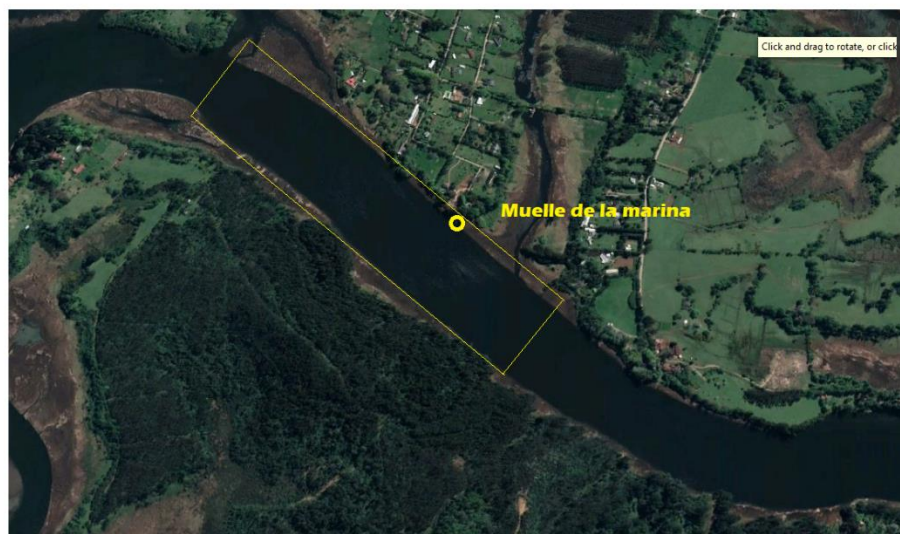 Click and drag to rotate, or click
Muelle de la marina